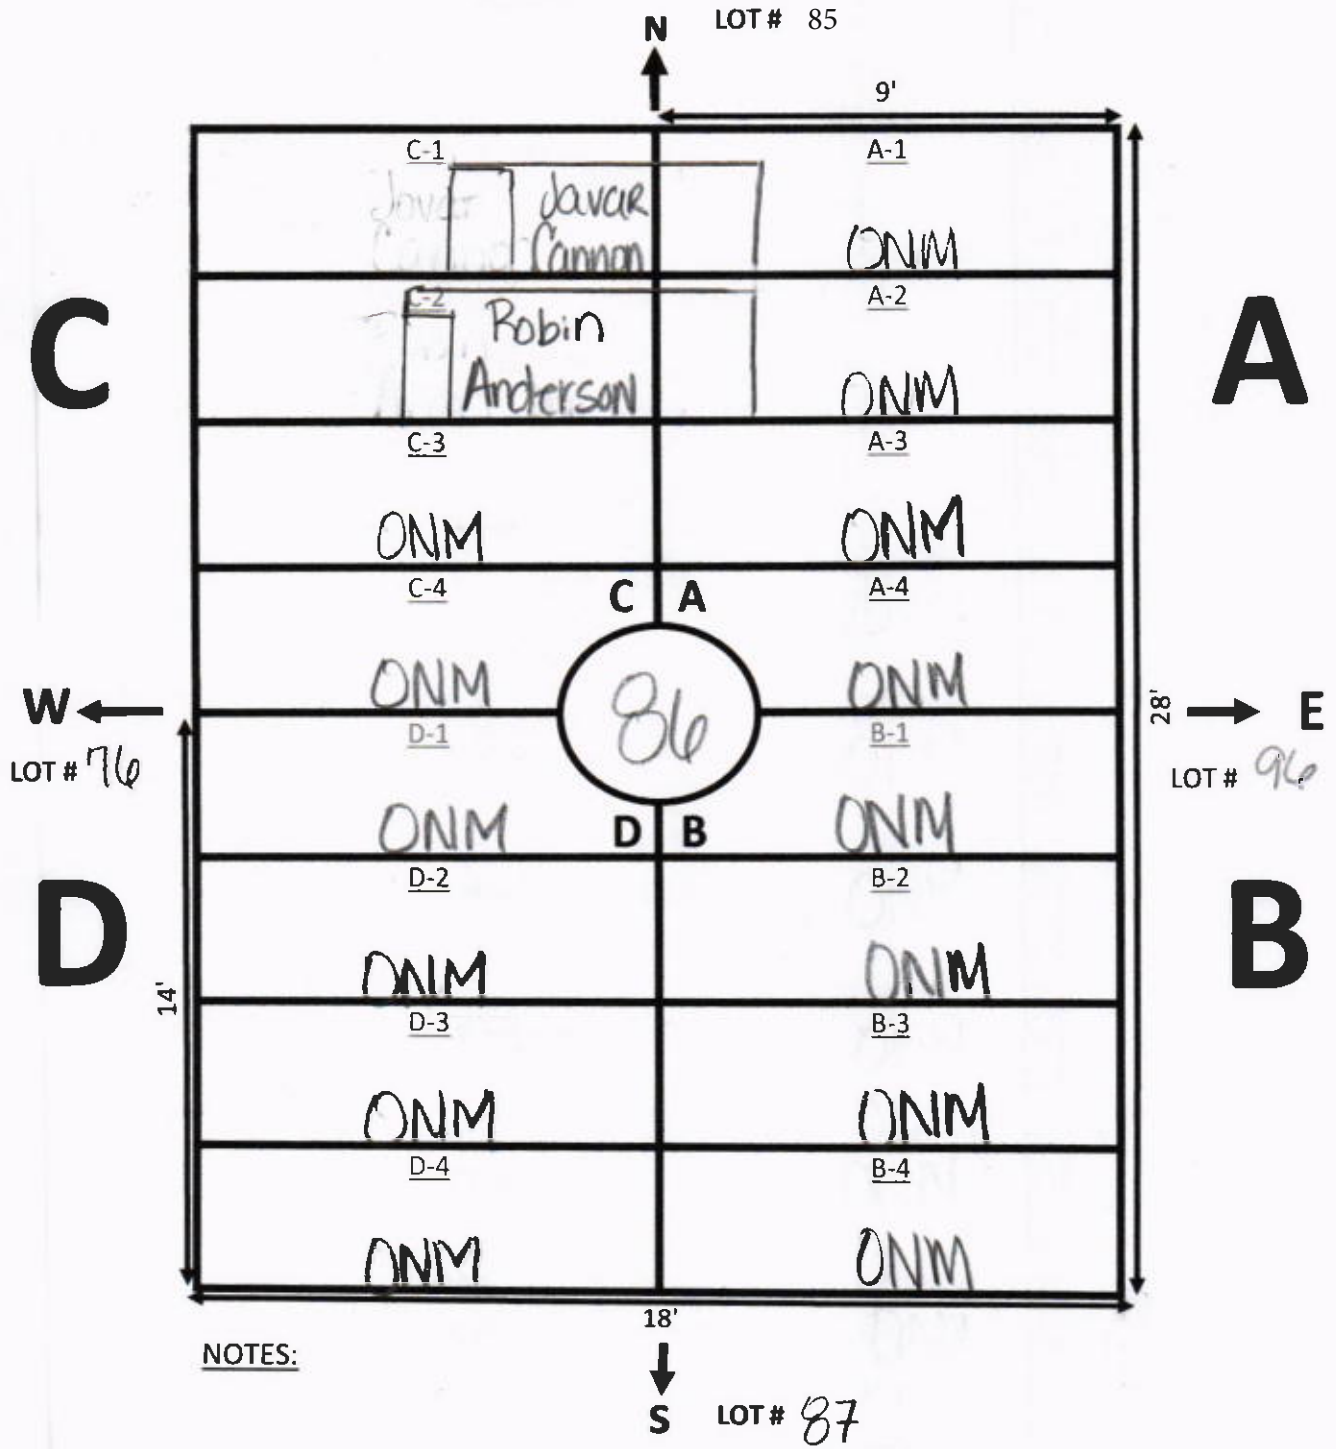 LOT # 85
N
9'
C-1
A-1
Javar
Cannon
Javar
Cannon
ONM
C-2
A-2
Robin
Anderson
ONM
C
A
C-3
A-3
ONM
ONM
C-4
A-4
C A
ONM
ONM
86
W
LOT # 76
28'
E
LOT # 96
D-1
B-1
ONM
ONM
D B
D-2
B-2
ONM
ONM
D
B
14'
D-3
B-3
ONM
ONM
D-4
B-4
ONM
ONM
18'
NOTES:
S
LOT # 87